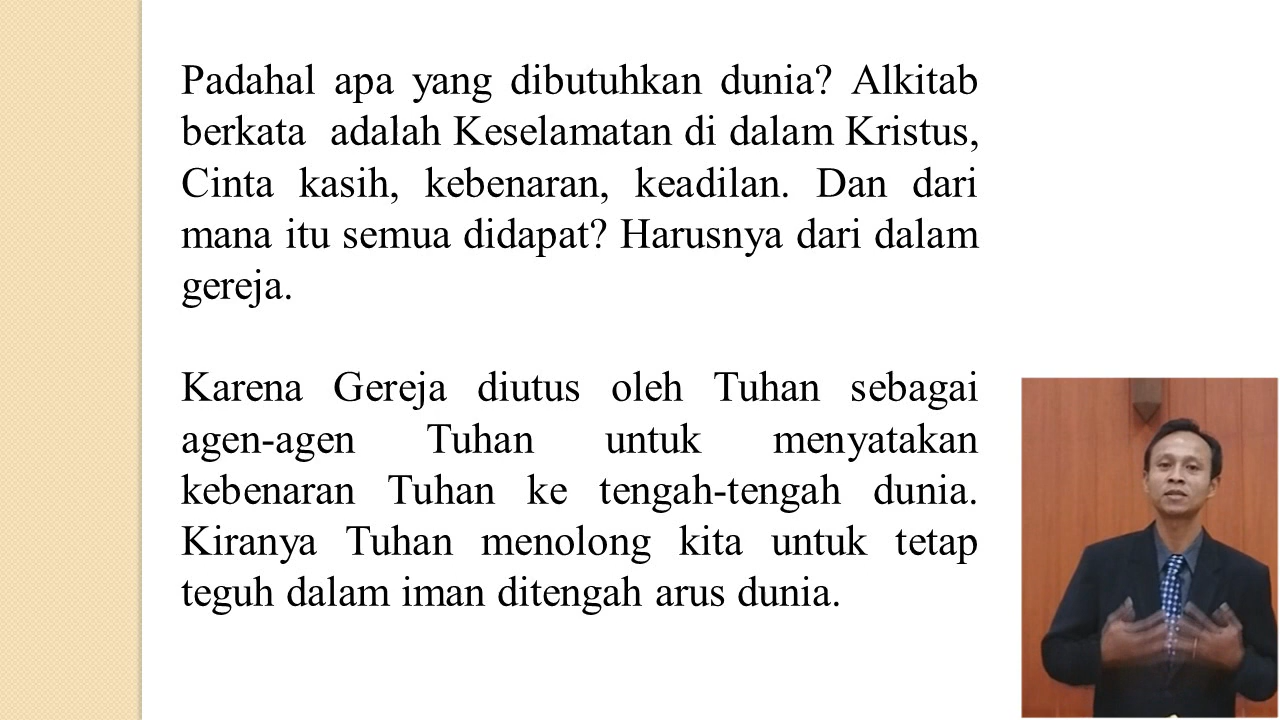 Padahal apa yang dibutuhkan dunia? Alkitab
berkata adalah Keselamatan di dalam Kristus,
Cinta kasih, kebenaran, keadilan. Dan dari
mana itu semua didapat? Harusnya dari dalam
gereja.
Karena Gereja diutus oleh Tuhan sebagai
agen-agen Tuhan untuk menyatakan
kebenaran Tuhan ke tengah-tengah dunia.
Kiranya Tuhan menolong kita untuk tetap
teguh dalam iman ditengah arus dunia.